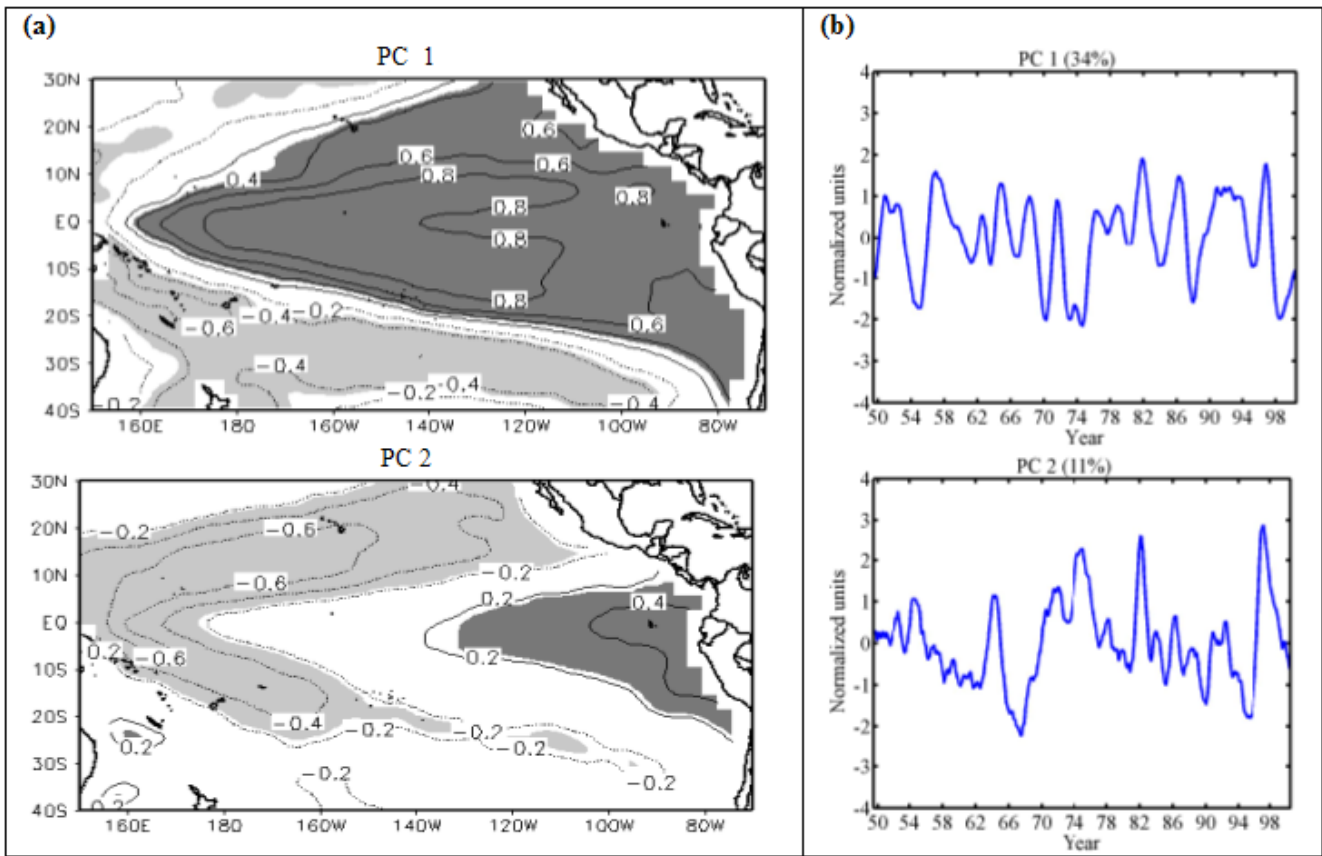 (a)
PC 1
30N
20N 0.6
0.6 0.6
10N 0.4 0.8 0.8
0.8
EQ
0.8
10S
0.8
20S -0.6 -0.4 -0.2 0.6
30S
-0.4 -0.4
40S -0.2 -0.2 -0.4
160E 180 160W 140W 120W 100W 80W
PC 2
30N -0.4
20N -0.2 -0.6
10N -0.6 -0.2 -0.2
0.2 0.4
EQ
0.2 -0.6 0.2
10S
20S -0.4 -0.2
0.2 -0.2 -0.2
30S -0.2 -0.2
40S 0.2
160E 180 160W 140W 120W 100W 80W
(b)
PC 1 (34%)
Normalized units
4
3
2
1
0
-1
-2
-3
-4
50 54 58 62 66 70 74 78 82 86 90 94 98
Year
PC 2 (11%)
Normalized units
4
3
2
1
0
-1
-2
-3
-4
50 54 58 62 66 70 74 78 82 86 90 94 98
Year